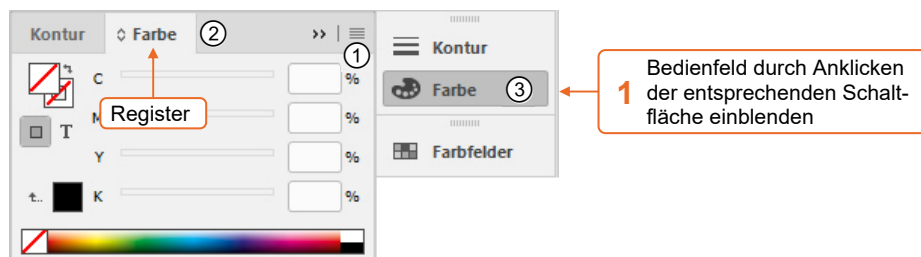 Kontur
Farbe
②
»
①
C
%
Register
M
%
T
Y
%
K
%
Kontur
Farbe
③
Farbfelder
1
Bedienfeld durch Anklicken
der entsprechenden Schalt-
fläche einblenden